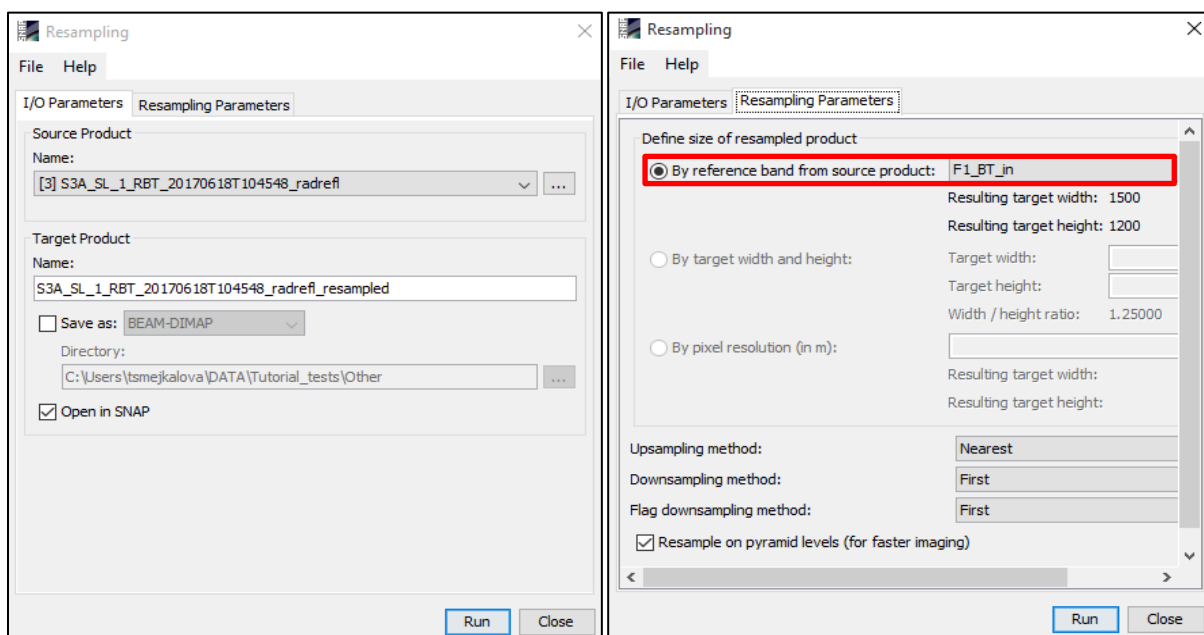 Resampling
File Help
I/O Parameters Resampling Parameters
Source Product
Name:
[3] S3A_SL_1_RBT_20170618T104548_radrefl
...
Target Product
Name:
S3A_SL_1_RBT_20170618T104548_radrefl_resampled
Save as: BEAM-DIMAP
Directory:
C:\Users\tsmejkalova\DATA\Tutorial_tests\Other
...
Open in SNAP
Run Close
Resampling
File Help
I/O Parameters Resampling Parameters
Define size of resampled product
By reference band from source product: F1_BT_in
Resulting target width: 1500
Resulting target height: 1200
By target width and height: Target width:
Target height:
Width / height ratio: 1.25000
By pixel resolution (in m):
Resulting target width:
Resulting target height:
Upsampling method: Nearest
Downsampling method: First
Flag downsampling method: First
Resample on pyramid levels (for faster imaging)
Run Close